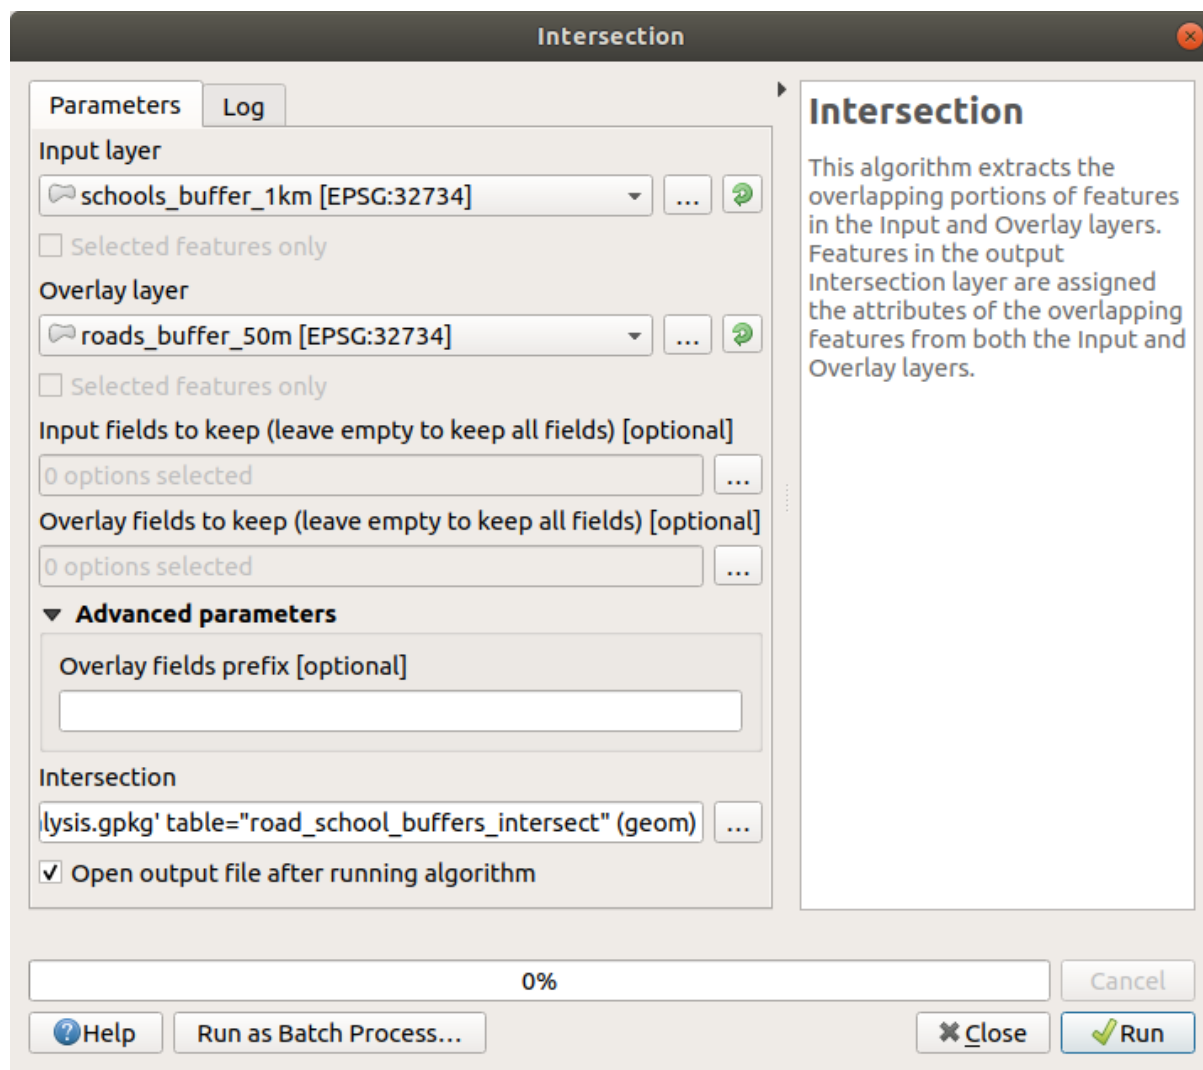 Intersection
Parameters
Log
Input layer
schools_buffer_1km [EPSG:32734]
...
Selected features only
Overlay layer
roads_buffer_50m [EPSG:32734]
...
Selected features only
Input fields to keep (leave empty to keep all fields) [optional]
0 options selected
...
Overlay fields to keep (leave empty to keep all fields) [optional]
0 options selected
...
Advanced parameters
Overlay fields prefix [optional]
Intersection
lysis.gpkg' table="road_school_buffers_intersect" (geom)
...
Open output file after running algorithm
Intersection
This algorithm extracts the
overlapping portions of features
in the Input and Overlay layers.
Features in the output
Intersection layer are assigned
the attributes of the overlapping
features from both the Input and
Overlay layers.
0%
Cancel
Help
Run as Batch Process...
Close
Run